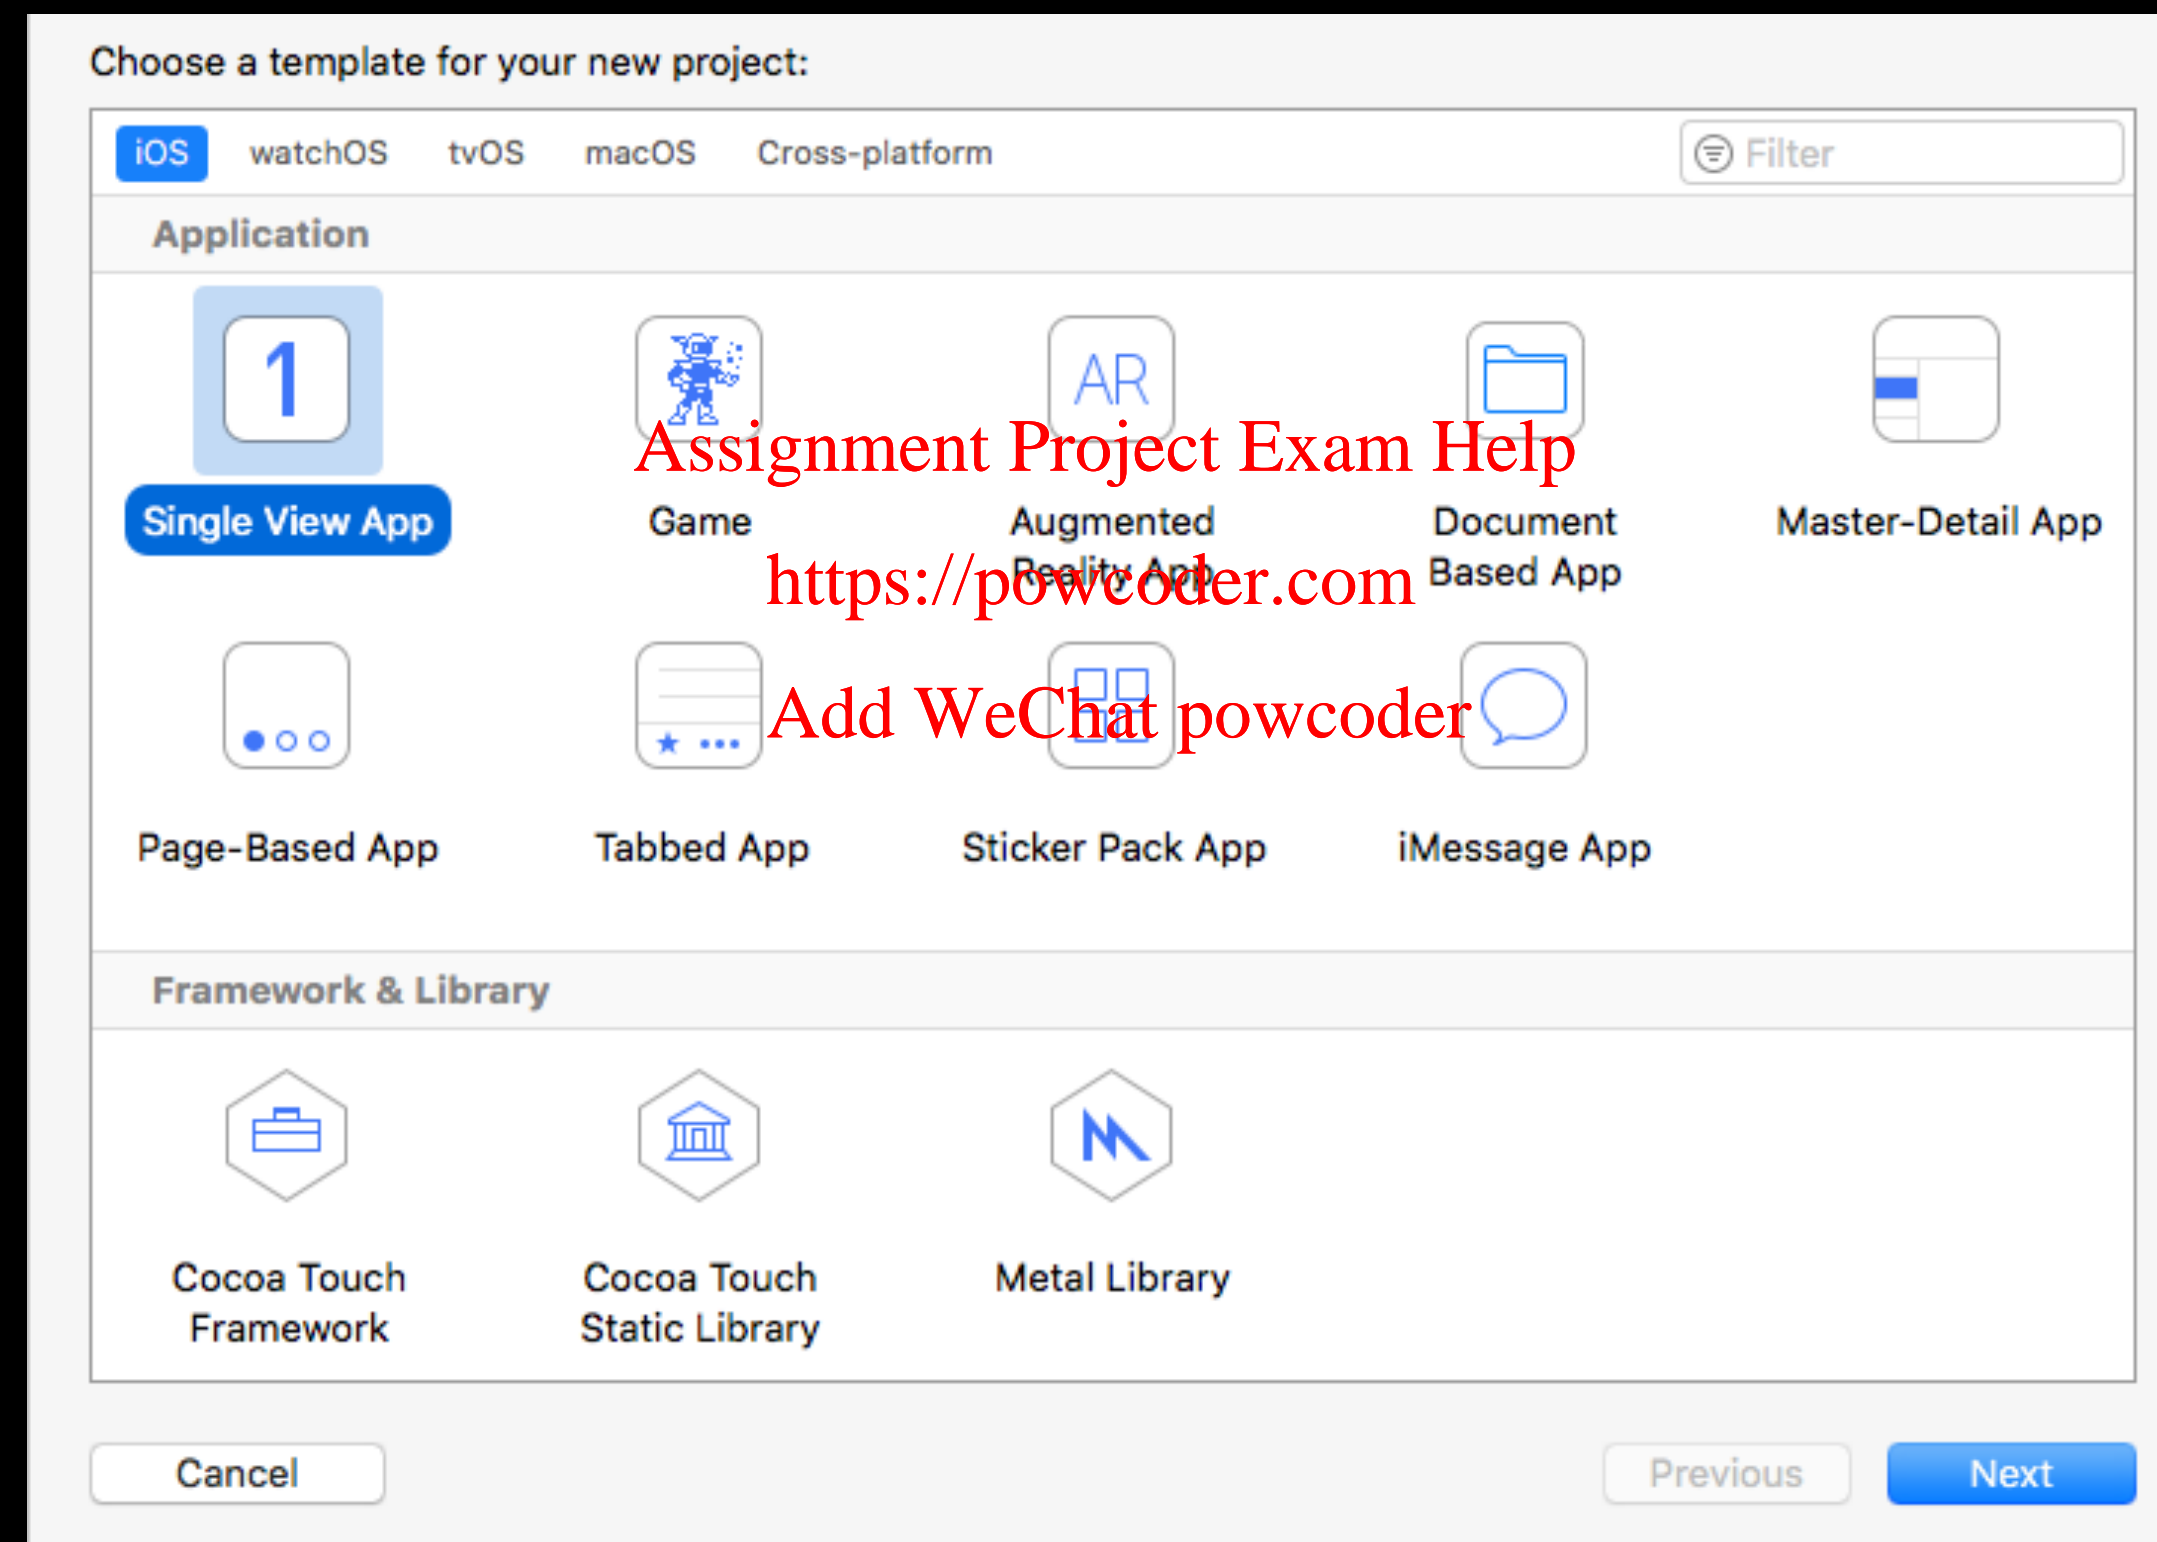 Choose a template for your new project:
iOS watchOS tvOS macOS Cross-platform Filter
Application
1
AR
Assignment Project Exam Help
Single View App
Game
Augmented
Reality App
Document
Based App
Master-Detail App
https://powcoder.com
Add WeChat powcoder
Page-Based App
Tabbed App
Sticker Pack App
iMessage App
Framework & Library
Cocoa Touch
Framework
Cocoa Touch
Static Library
Metal Library
Cancel
Previous
Next